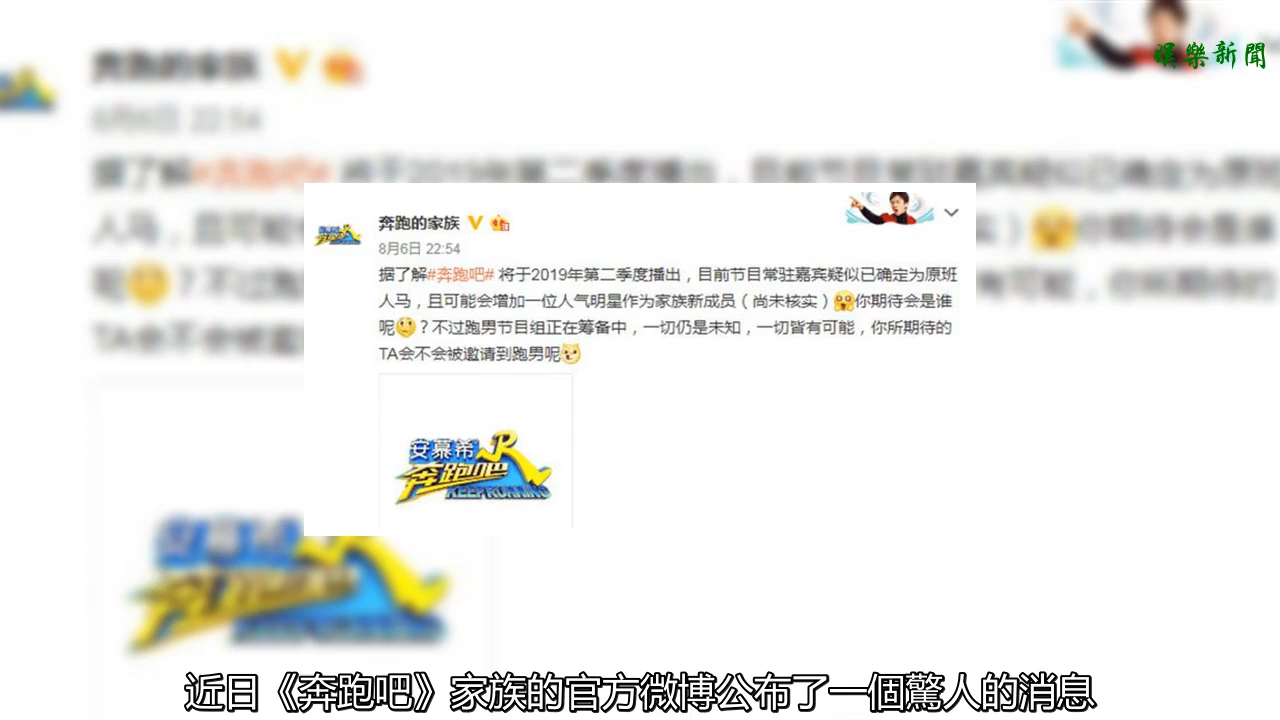 娱樂新聞
奔跑的家族
8月6日 22:54
据了解#奔跑吧# 将于2019年第二季度播出，目前节目常驻嘉宾疑似已确定为原班
人马，且可能会增加一位人气明星作为家族新成员（尚未核实）你期待会是谁
呢？不过跑男节目组正在筹备中，一切仍是未知，一切皆有可能，你所期待的
TA会不会被邀请到跑男呢
安慕希
奔跑吧
KEEP RUNNING
近日《奔跑吧》家族的官方微博公布了一個驚人的消息